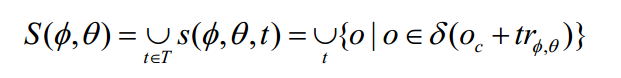 S(ϕ,θ) = ∪_{t∈T} s(ϕ,θ,t) = ∪_t {o | o ∈ δ(o_c + tr_{ϕ,θ})}